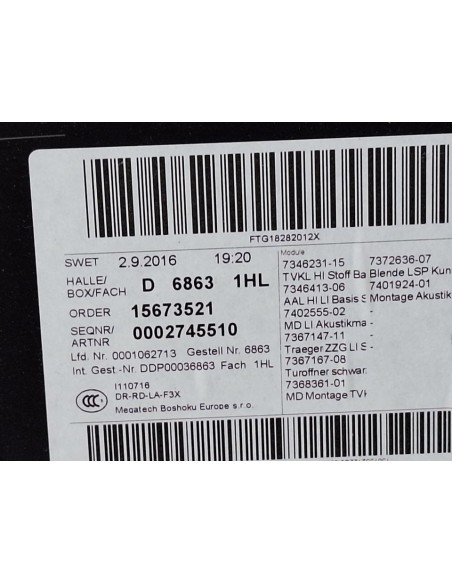 FTG18282012X
SWET 2.9.2016 19:20
HALLE/
BOX/FACH D 6863 1HL
ORDER 15673521
SEQNR/
ARTNR 0002745510
Lfd. Nr. 0001062713 Gestell Nr. 6863
Int. Gest.-Nr. DDP00036863 Fach 1HL
I110716
DR-RD-LA-F3X
Megatech Boshoku Europe s.r.o.
CCC
Module
7346231-15 7372636-07
TVKL HI Stoff Ba Blende LSP Kun
7346413-06 7401924-01
AAL HI LI Basis S Montage Akustik
7402555-02 -
MD LI Akustikma -
7367147-11 -
Traeger ZZG LI S -
7367167-08 -
Turoffner schwar -
7368361-01 -
MD Montage TVK